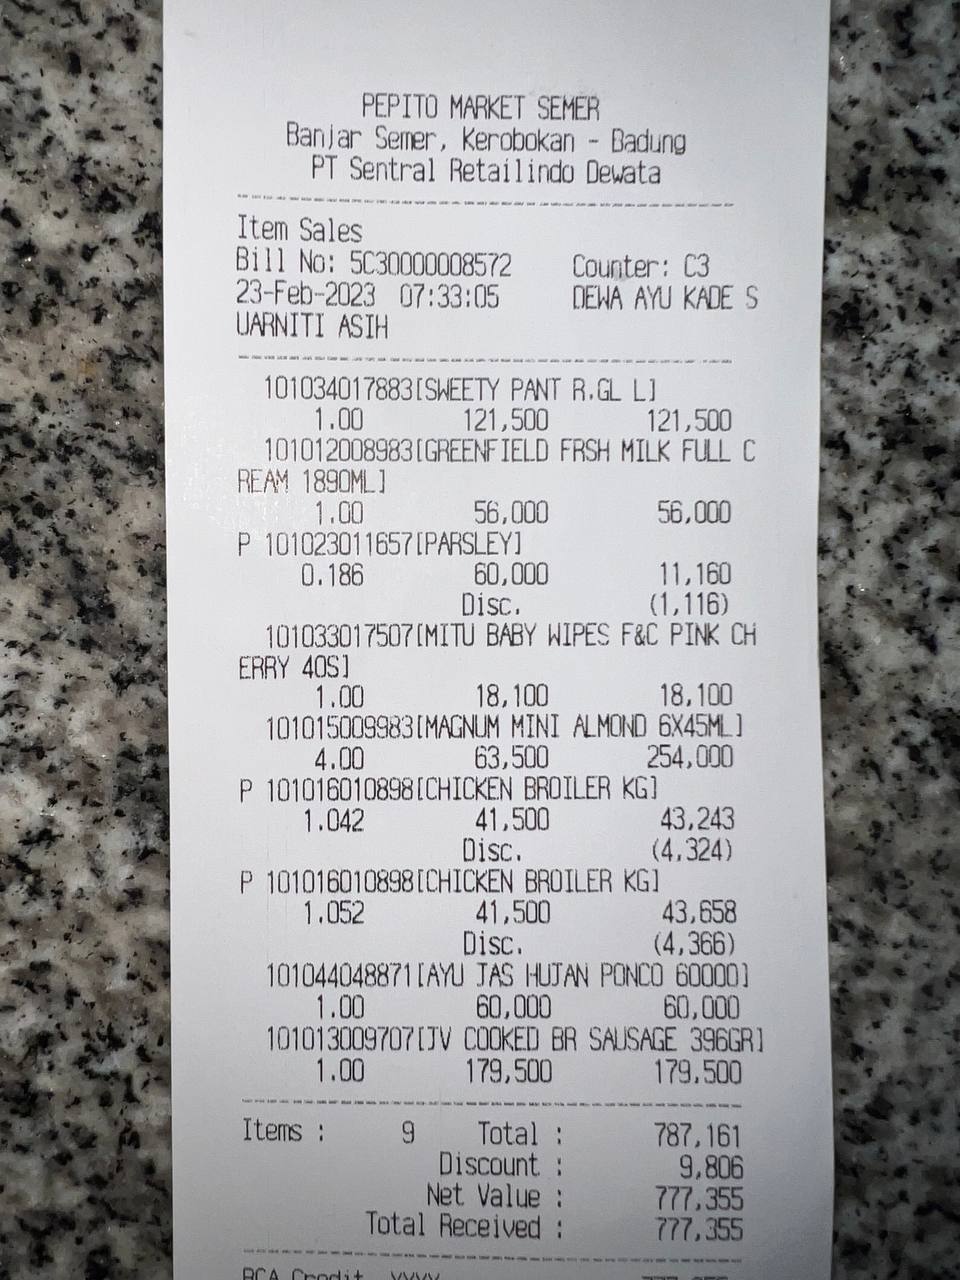 PEPITO MARKET SEMER
Banjar Semer, Kerobokan - Badung
PT Sentral Retailindo Dewata
Item Sales
Bill No: 5C30000008572 Counter: C3
23-Feb-2023 07:33:05 DEWA AYU KADE S
UARNITI ASIH
101034017883[SWEETY PANT R.GL L]
1.00 121,500 121,500
101012008983[GREENFIELD FRSH MILK FULL C
REAM 1890ML]
1.00 56,000 56,000
P 101023011657[PARSLEY]
0.186 60,000 11,160
Disc. (1,116)
101033017507[MITU BABY WIPES F&C PINK CH
ERRY 40S]
1.00 18,100 18,100
101015009983[MAGNUM MINI ALMOND 6X45ML]
4.00 63,500 254,000
P 101016010898[CHICKEN BROILER KG]
1.042 41,500 43,243
Disc. (4,324)
P 101016010898[CHICKEN BROILER KG]
1.052 41,500 43,658
Disc. (4,366)
101044048871[AYU JAS HUJAN PONCO 60000]
1.00 60,000 60,000
101013009707[JV COOKED BR SAUSAGE 396GR]
1.00 179,500 179,500
Items : 9 Total : 787,161
Discount : 9,806
Net Value : 777,355
Total Received : 777,355
BCA Credit